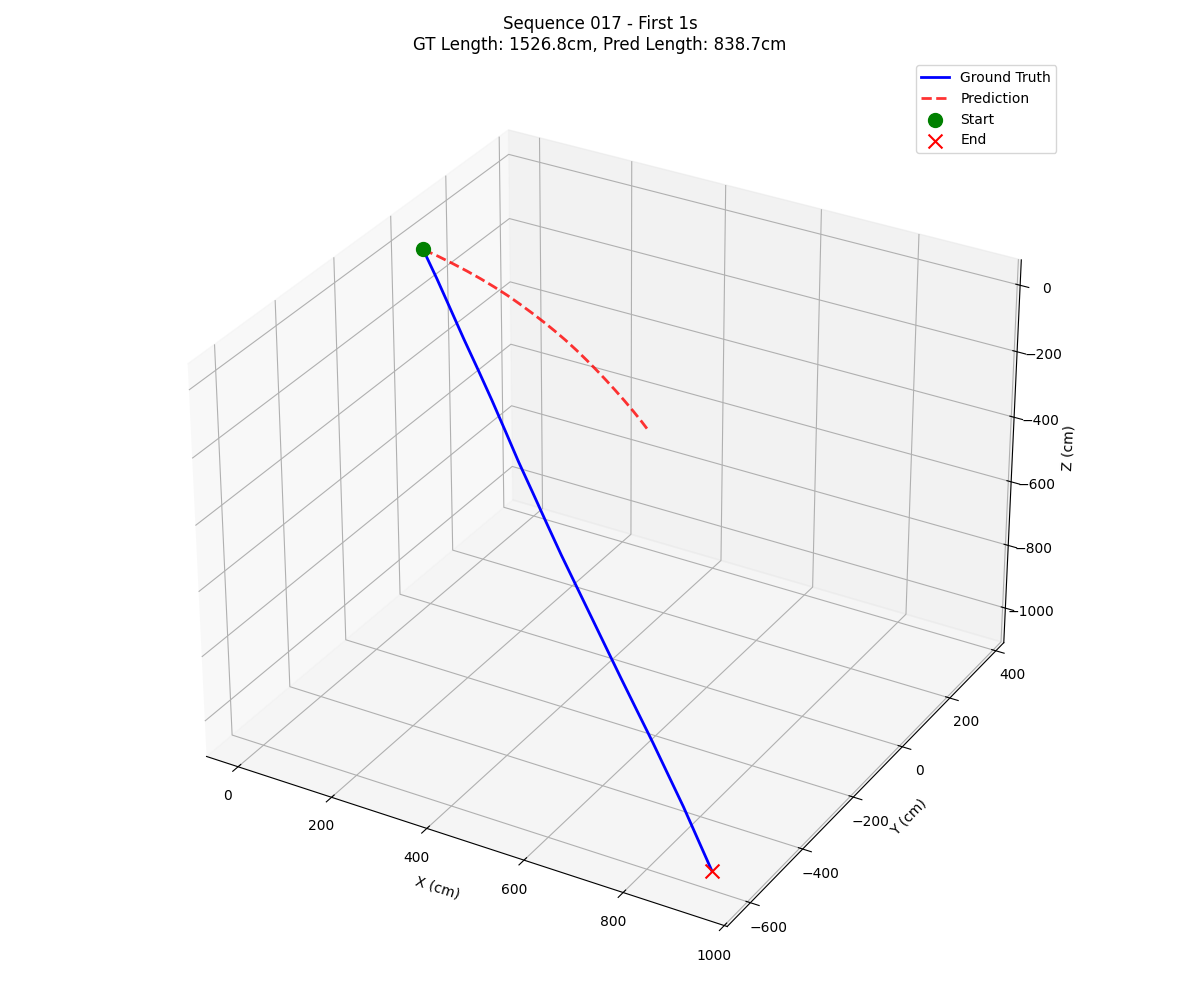 Sequence 017 - First 1s
GT Length: 1526.8cm, Pred Length: 838.7cm
Ground Truth
Prediction
Start
End
0
−200
−400
−600
−800
−1000
Z (cm)
400
200
0
−200
−400
−600
Y (cm)
0
200
400
600
800
1000
X (cm)